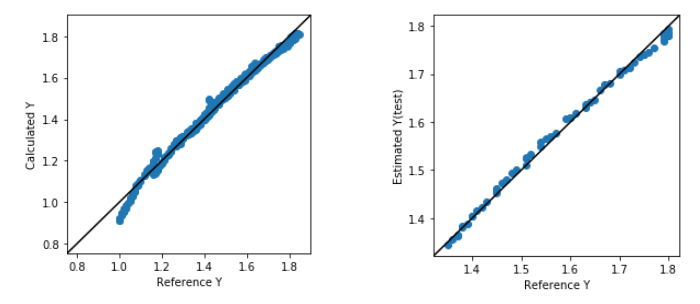 1.8
1.6
1.4
1.2
1.0
0.8
Calculated Y
0.8 1.0 1.2 1.4 1.6 1.8
Reference Y
1.8
1.7
1.6
1.5
1.4
Estimated Y(test)
1.4 1.5 1.6 1.7 1.8
Reference Y